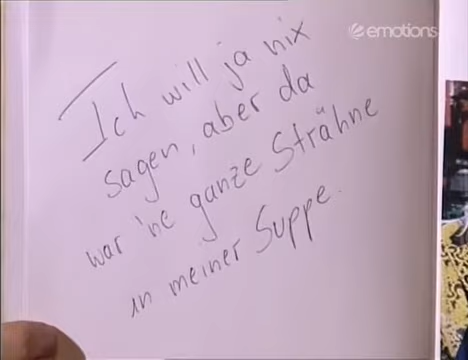 emotions
Ich will ja nix
sagen, aber da
war 'ne ganze Strähne
in meiner Suppe.